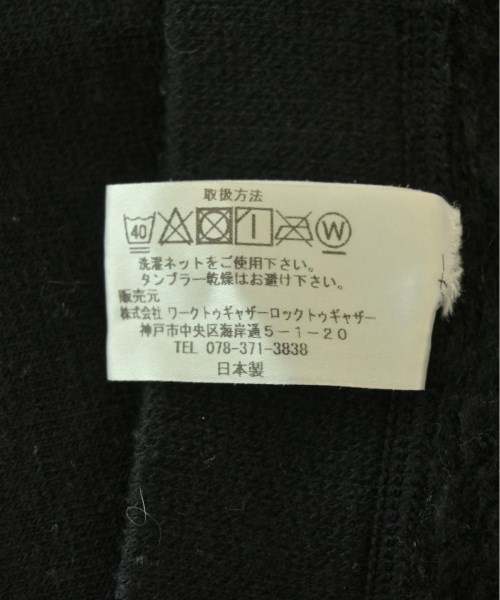 取扱方法
40 W
洗濯ネットをご使用下さい。
タンブラー乾燥はお避け下さい。
販売元
株式会社 ワークトゥギャザーロックトゥギャザー
神戸市中央区海岸通5-1-20
TEL 078-371-3838
日本製